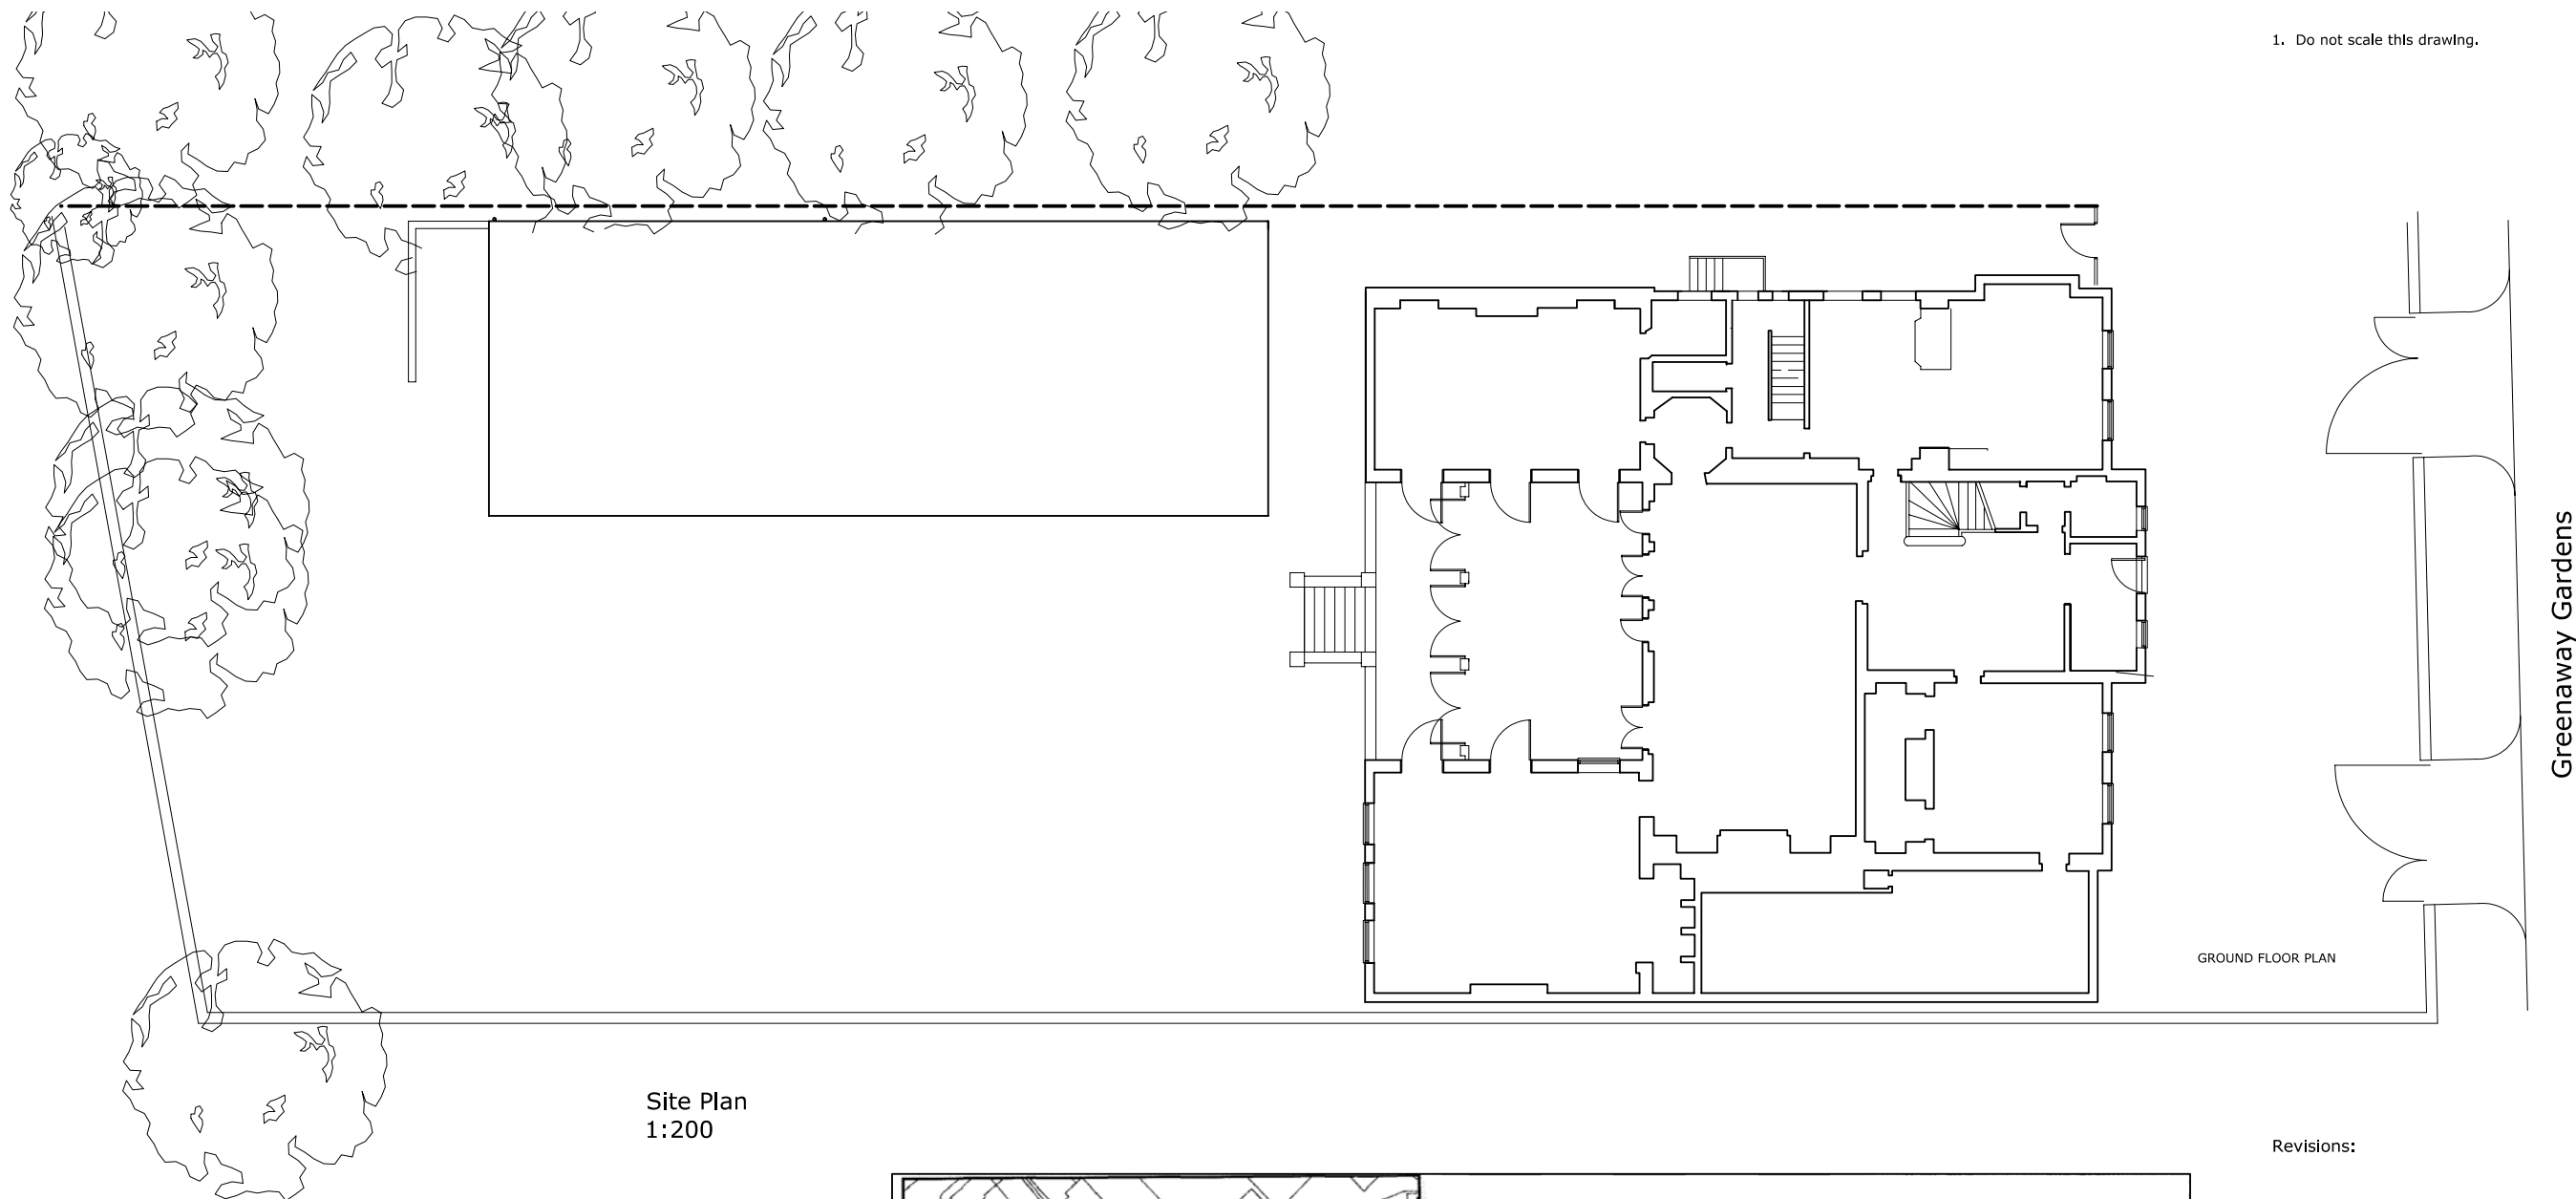 1. Do not scale this drawing.
Greenaway Gardens
GROUND FLOOR PLAN
Site Plan
1:200
Revisions: